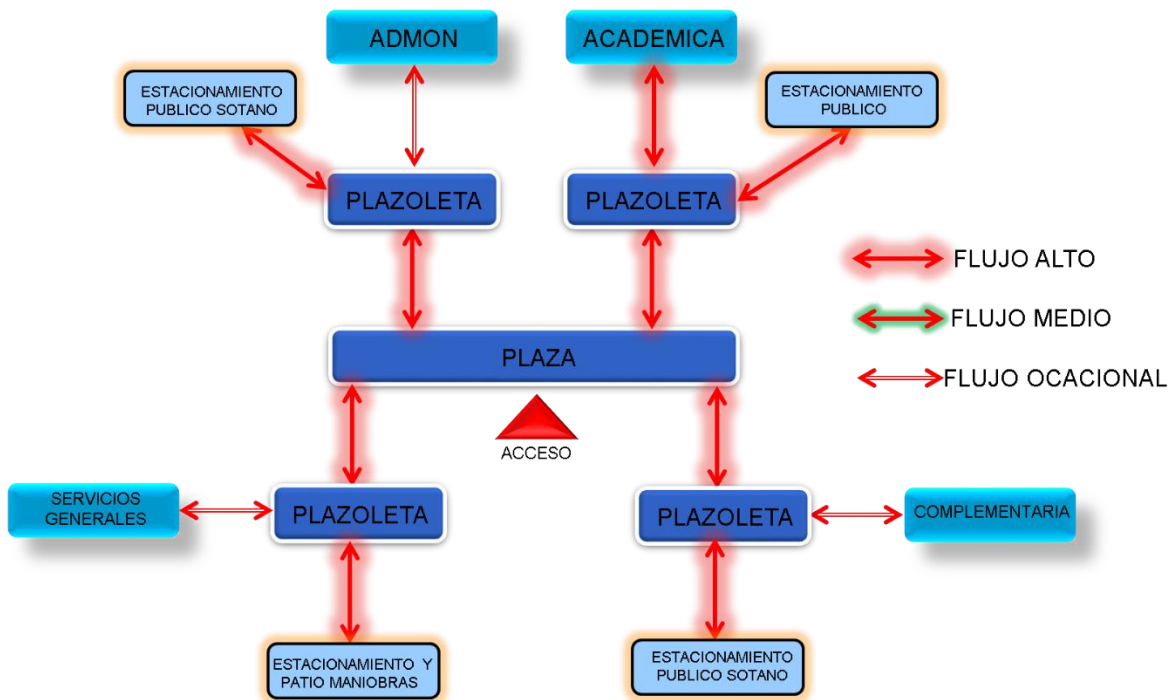 ADMON
ACADEMICA
ESTACIONAMIENTO
PUBLICO SOTANO
ESTACIONAMIENTO
PUBLICO
PLAZOLETA
PLAZOLETA
FLUJO ALTO
FLUJO MEDIO
FLUJO OCACIONAL
PLAZA
ACCESO
SERVICIOS
GENERALES
PLAZOLETA
PLAZOLETA
COMPLEMENTARIA
ESTACIONAMIENTO Y
PATIO MANIOBRAS
ESTACIONAMIENTO
PUBLICO SOTANO